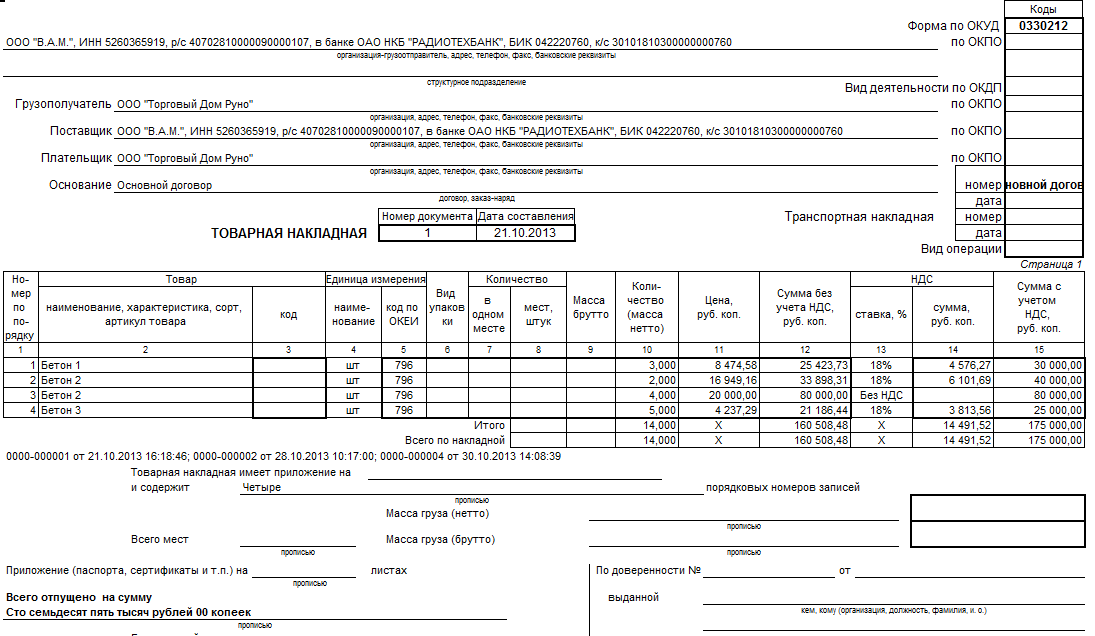 Коды
Форма по ОКУД 0330212
ООО "В.А.М.", ИНН 5260365919, р/с 40702810000090000107, в банке ОАО НКБ "РАДИОТЕХБАНК", БИК 042220760, к/с 30101810300000000760 по ОКПО
организация-грузоотправитель, адрес, телефон, факс, банковские реквизиты
структурное подразделение
Вид деятельности по ОКДП
Грузополучатель ООО "Торговый Дом Руно" по ОКПО
организация, адрес, телефон, факс, банковские реквизиты
Поставщик ООО "В.А.М.", ИНН 5260365919, р/с 40702810000090000107, в банке ОАО НКБ "РАДИОТЕХБАНК", БИК 042220760, к/с 30101810300000000760 по ОКПО
организация, адрес, телефон, факс, банковские реквизиты
Плательщик ООО "Торговый Дом Руно" по ОКПО
организация, адрес, телефон, факс, банковские реквизиты
Основание Основной договор номер новной догов
договор, заказ-наряд
дата
Номер документа Дата составления Транспортная накладная номер
ТОВАРНАЯ НАКЛАДНАЯ 1 21.10.2013 дата
Вид операции
Страница 1
Но-мер по по-рядку Товар Единица измерения Вид упаковки Количество Масса брутто Коли-чество (масса нетто) Цена, руб. коп. Сумма без учета НДС, руб. коп. НДС Сумма с учетом НДС, руб. коп.
наименование, характеристика, сорт, артикул товара код наиме-нование код по ОКЕИ в одном месте мест, штук ставка, % сумма, руб. коп.
1 2 3 4 5 6 7 8 9 10 11 12 13 14 15
1 Бетон 1 шт 796 3,000 8 474,58 25 423,73 18% 4 576,27 30 000,00
2 Бетон 2 шт 796 2,000 16 949,16 33 898,31 18% 6 101,69 40 000,00
3 Бетон 2 шт 796 4,000 20 000,00 80 000,00 Без НДС 80 000,00
4 Бетон 3 шт 796 5,000 4 237,29 21 186,44 18% 3 813,56 25 000,00
Итого 14,000 Х 160 508,48 Х 14 491,52 175 000,00
Всего по накладной 14,000 Х 160 508,48 Х 14 491,52 175 000,00
0000-000001 от 21.10.2013 16:18:46; 0000-000002 от 28.10.2013 10:17:00; 0000-000004 от 30.10.2013 14:08:39
Товарная накладная имеет приложение на
и содержит Четыре порядковых номеров записей
прописью
Масса груза (нетто)
прописью
Всего мест Масса груза (брутто)
прописью прописью
Приложение (паспорта, сертификаты и т.п.) на листах По доверенности № от
прописью
Всего отпущено на сумму выданной
Сто семьдесят пять тысяч рублей 00 копеек
кем, кому (организация, должность, фамилия, и. о.)
прописью